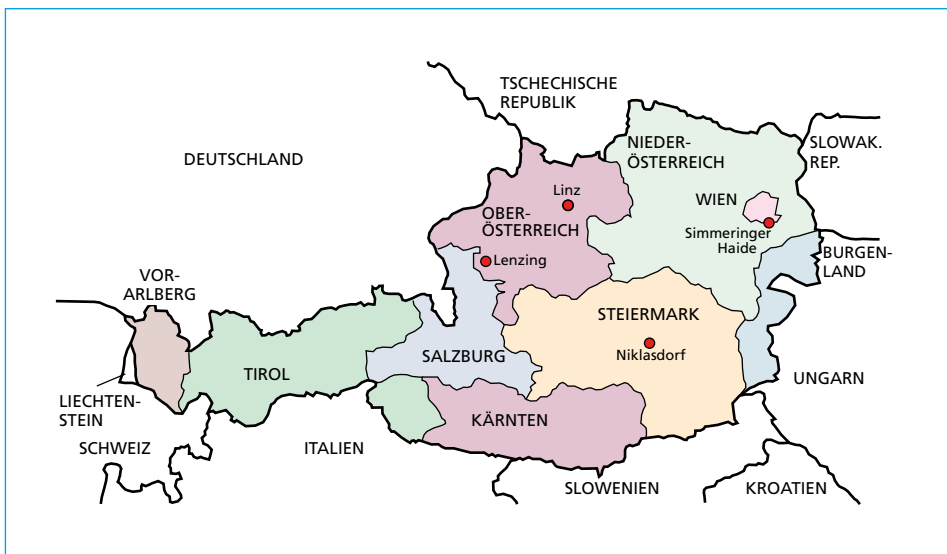 TSCHECHISCHE
REPUBLIK
DEUTSCHLAND
NIEDER-
ÖSTERREICH
SLOWAK.
REP.
Linz
WIEN
OBER-
ÖSTERREICH
Simmeringer
Haide
Lenzing
BURGEN-
LAND
VOR-
ARLBERG
STEIERMARK
SALZBURG
Niklasdorf
TIROL
UNGARN
LIECHTEN-
STEIN
KÄRNTEN
SCHWEIZ
ITALIEN
SLOWENIEN
KROATIEN